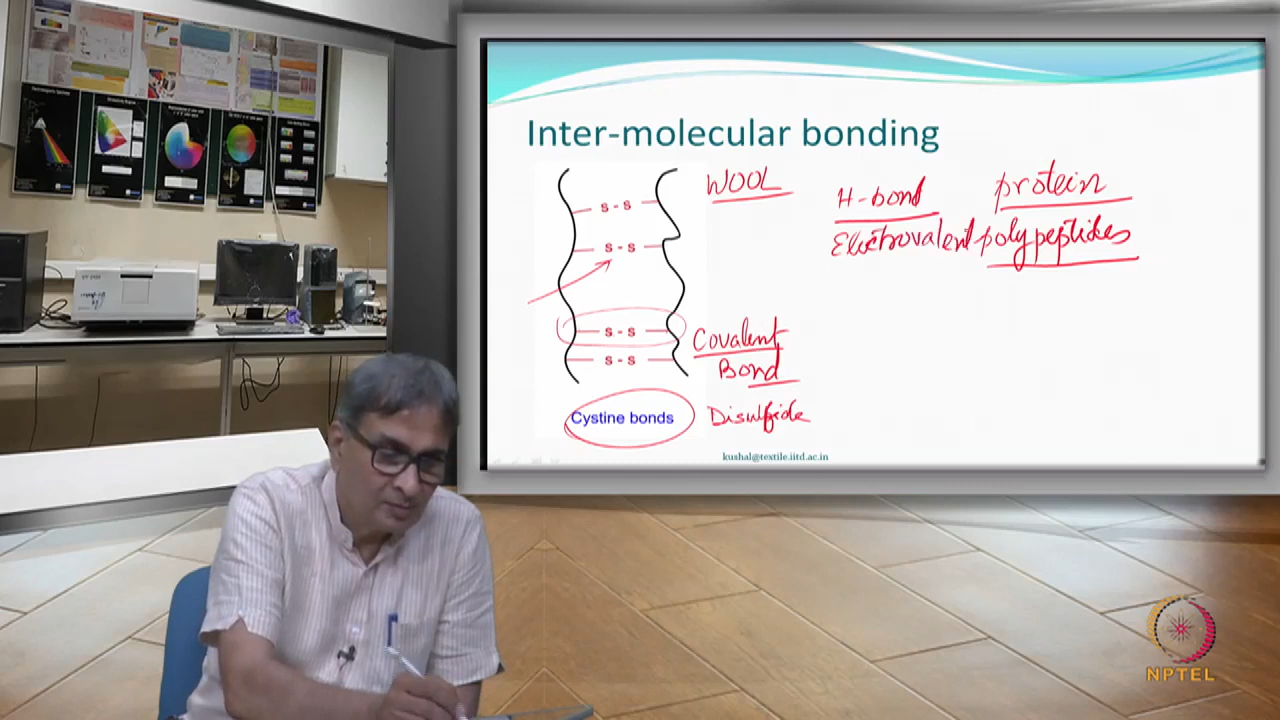 Inter-molecular bonding
WOOL
H-bond
protein
Electrovalent
polypeptides
s - s
s - s
s - s
s - s
Covalent
Bond
Cystine bonds
Disulfide
kushal@textile.iitd.ac.in
NPTEL